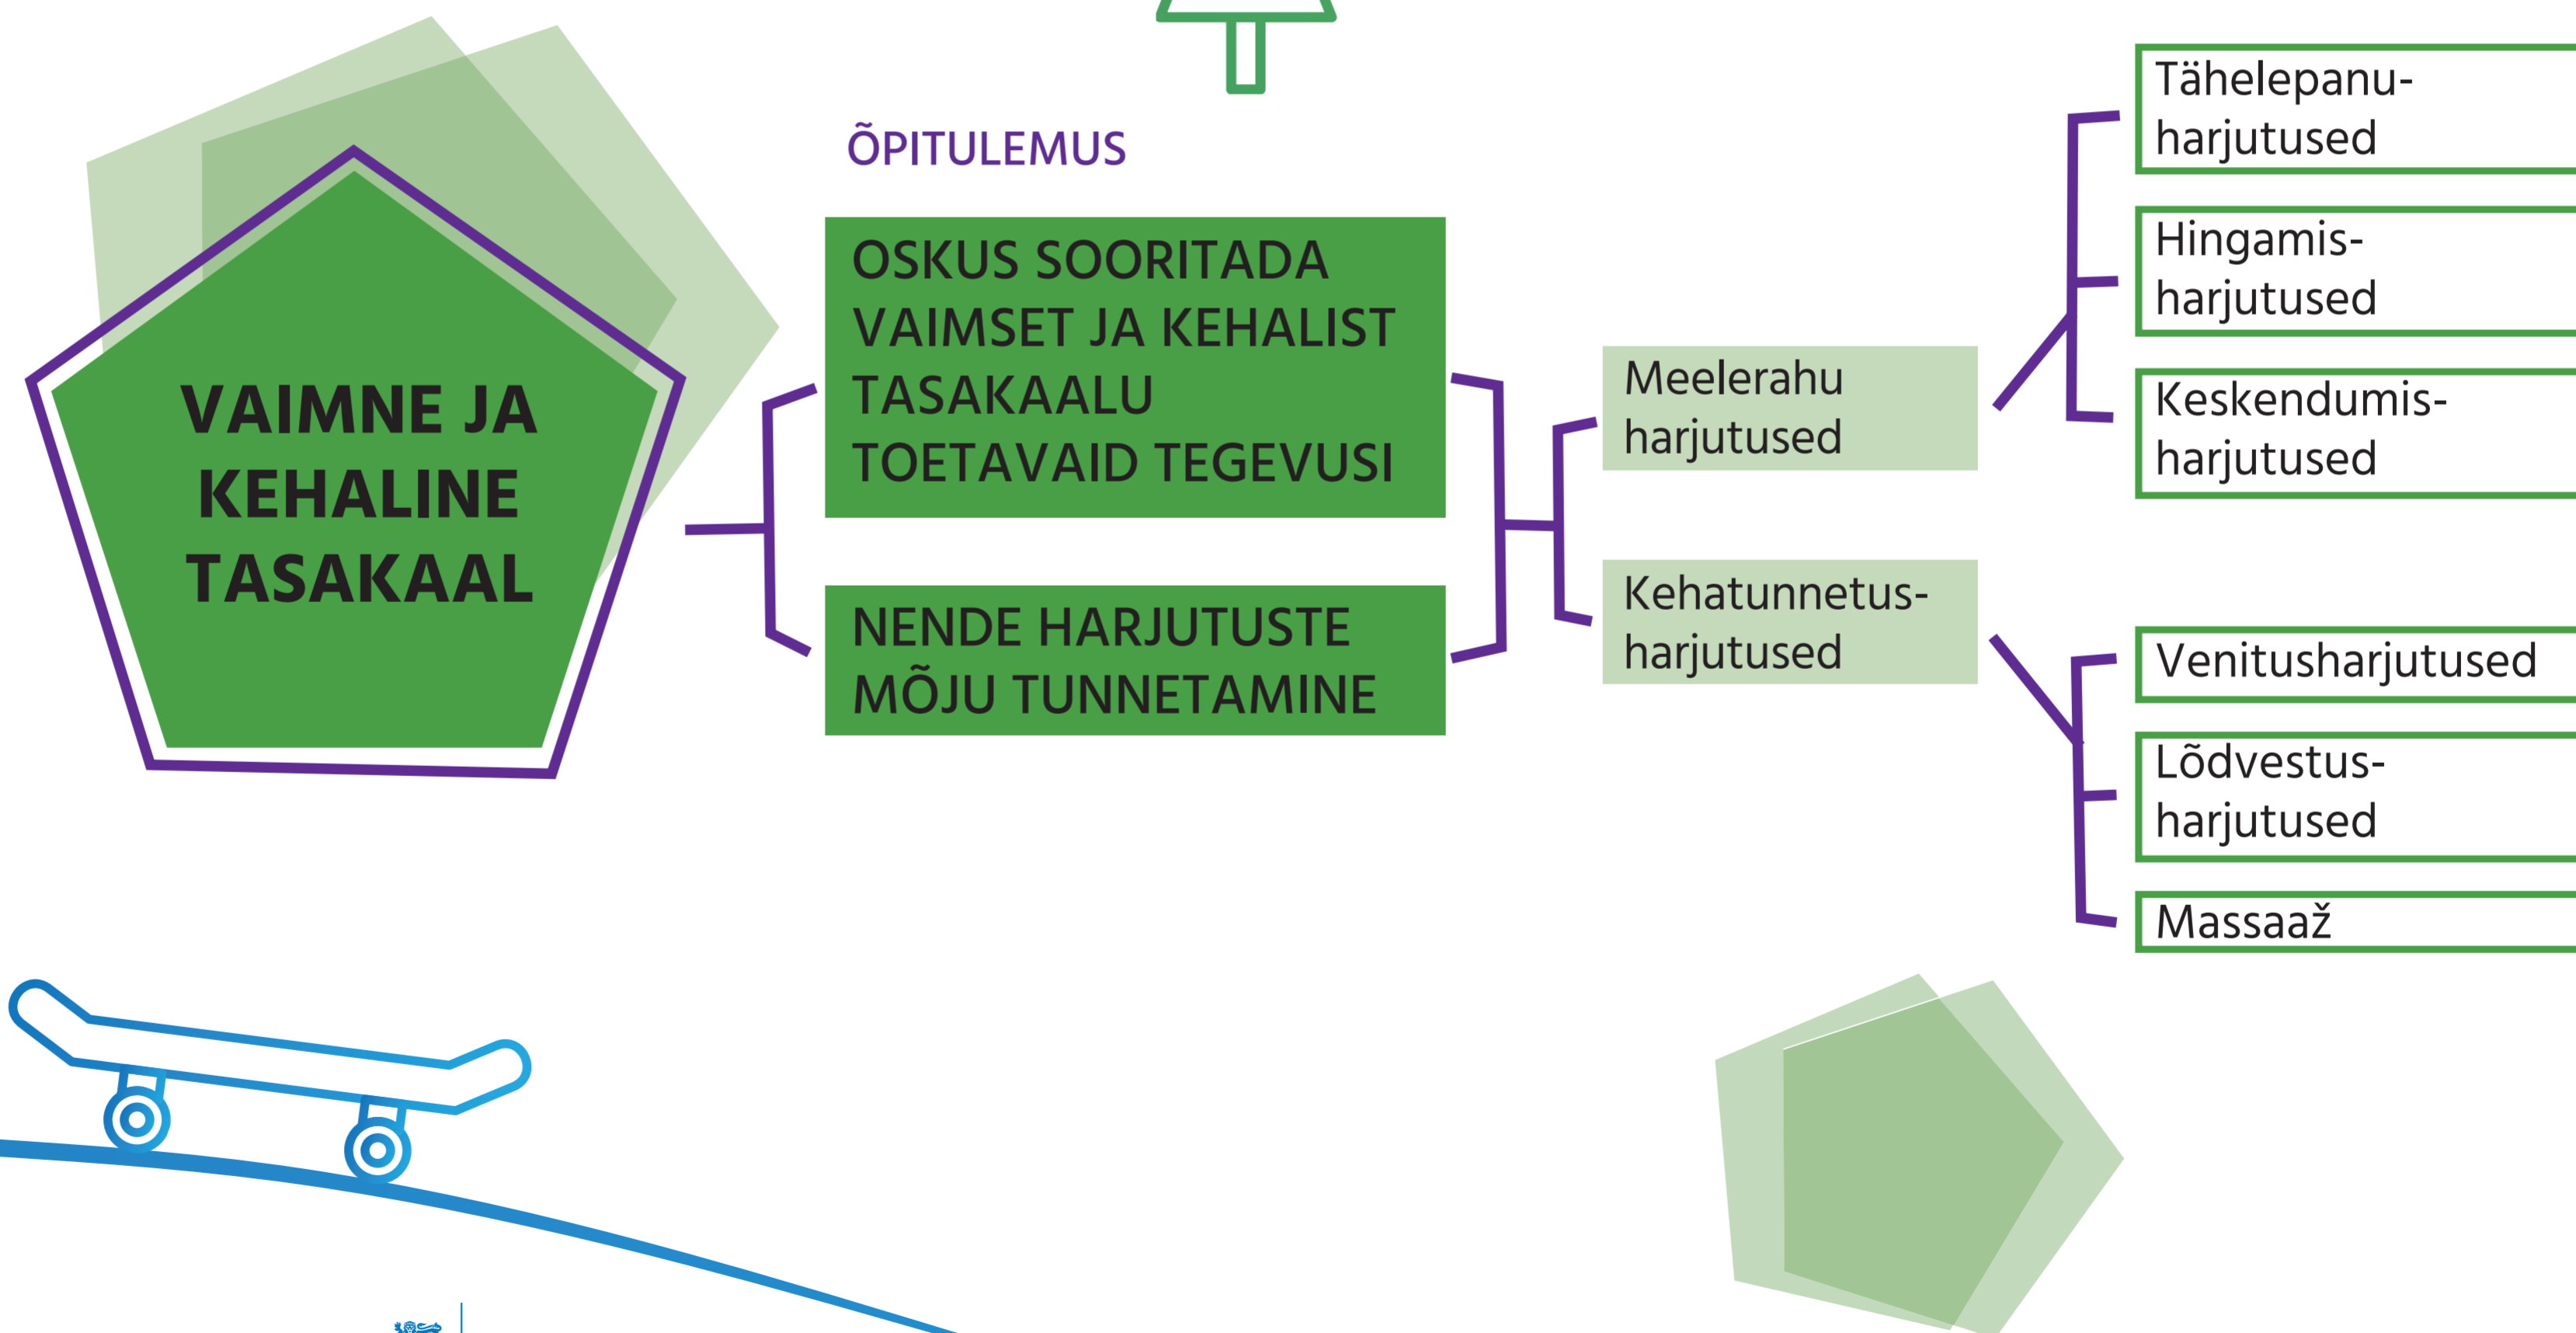 VAIMNE JA
KEHALINE
TASAKAAL
ÕPITULEMUS
OSKUS SOORITADA
VAIMSET JA KEHALIST
TASAKAALU
TOETAVAID TEGEVUSI
NENDE HARJUTUSTE
MÕJU TUNNETAMINE
Meelerahu
harjutused
Kehatunnetus-
harjutused
Tähelepanu-
harjutused
Hingamis-
harjutused
Keskendumis-
harjutused
Venitusharjutused
Lõdvestus-
harjutused
Massaaž